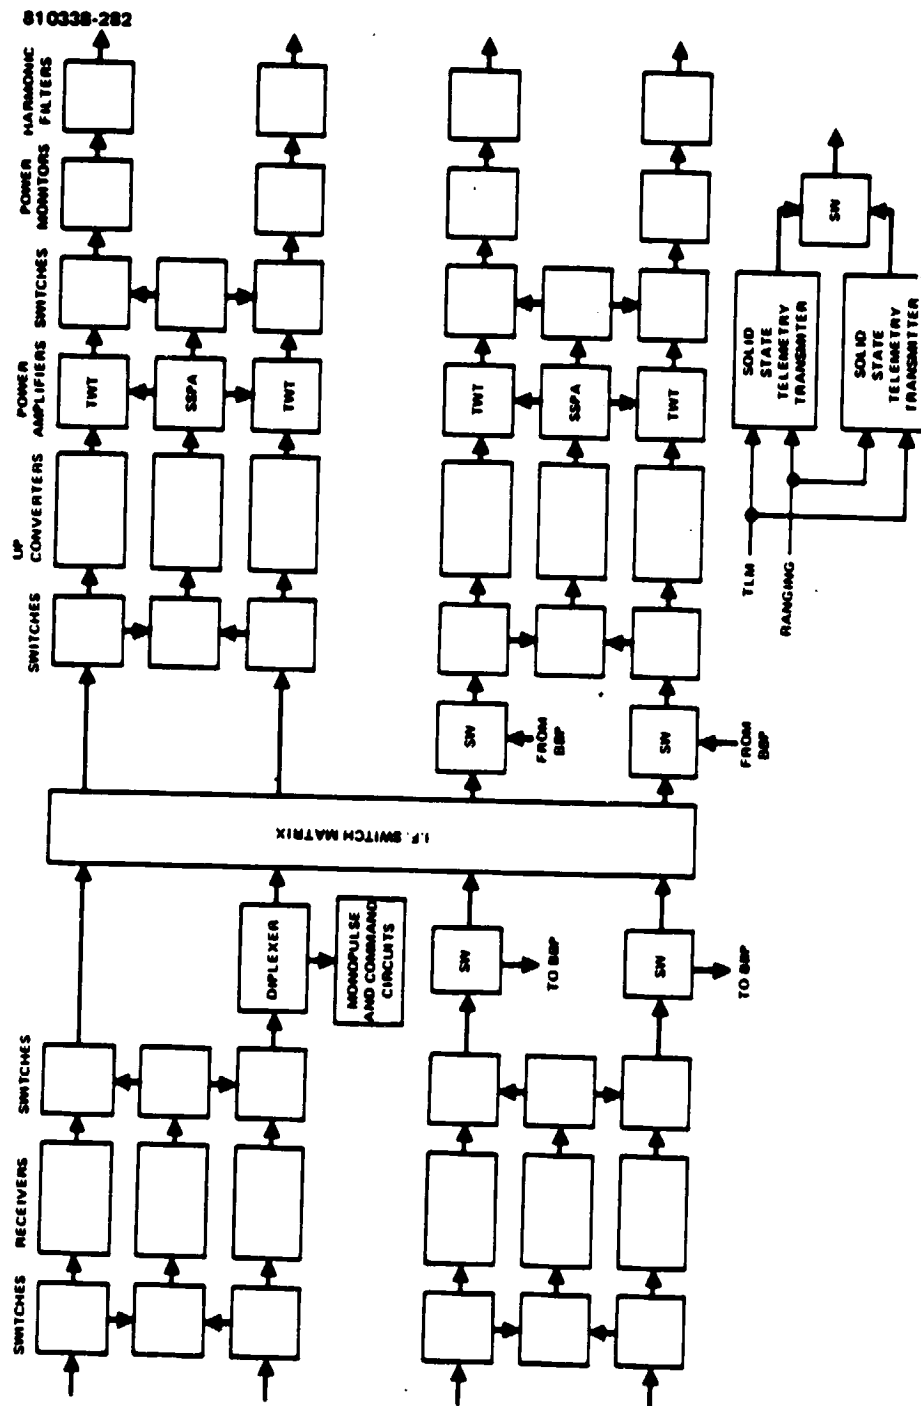 810338-282
HARMONIC
FILTERS
POWER
MONITORS
SWITCHES
POWER
AMPLIFIERS
UP
CONVERTERS
SWITCHES
TWT
SSPA
TWT
TWT
SSPA
TWT
SW
SOLID
STATE
TELEMETRY
TRANSMITER
SOLID
STATE
TELEMETRY
TRANSMITTER
TLM
RANGING
SW
FROM
BBP
SW
FROM
BBP
I.F. SWITCH MATRIX
DIPLEXER
MONOPULSE
AND COMMAND
CIRCUITS
SW
TO BBP
SW
TO BBP
SWITCHES
RECEIVERS
SWITCHES